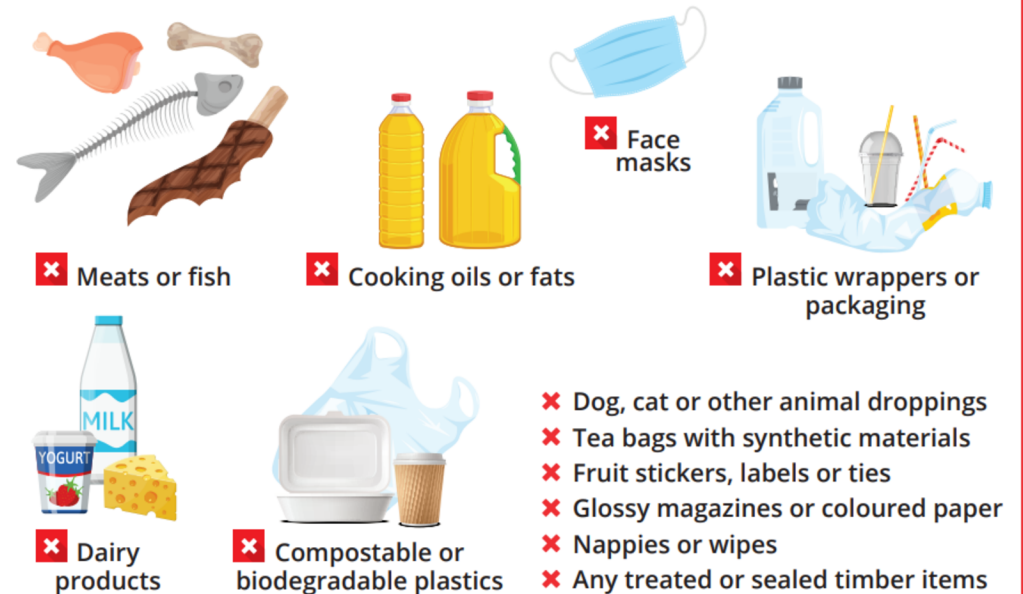 Face
masks
Meats or fish
Cooking oils or fats
Plastic wrappers or
packaging
MILK
YOGURT
Dairy
products
Compostable or
biodegradable plastics
Dog, cat or other animal droppings
Tea bags with synthetic materials
Fruit stickers, labels or ties
Glossy magazines or coloured paper
Nappies or wipes
Any treated or sealed timber items